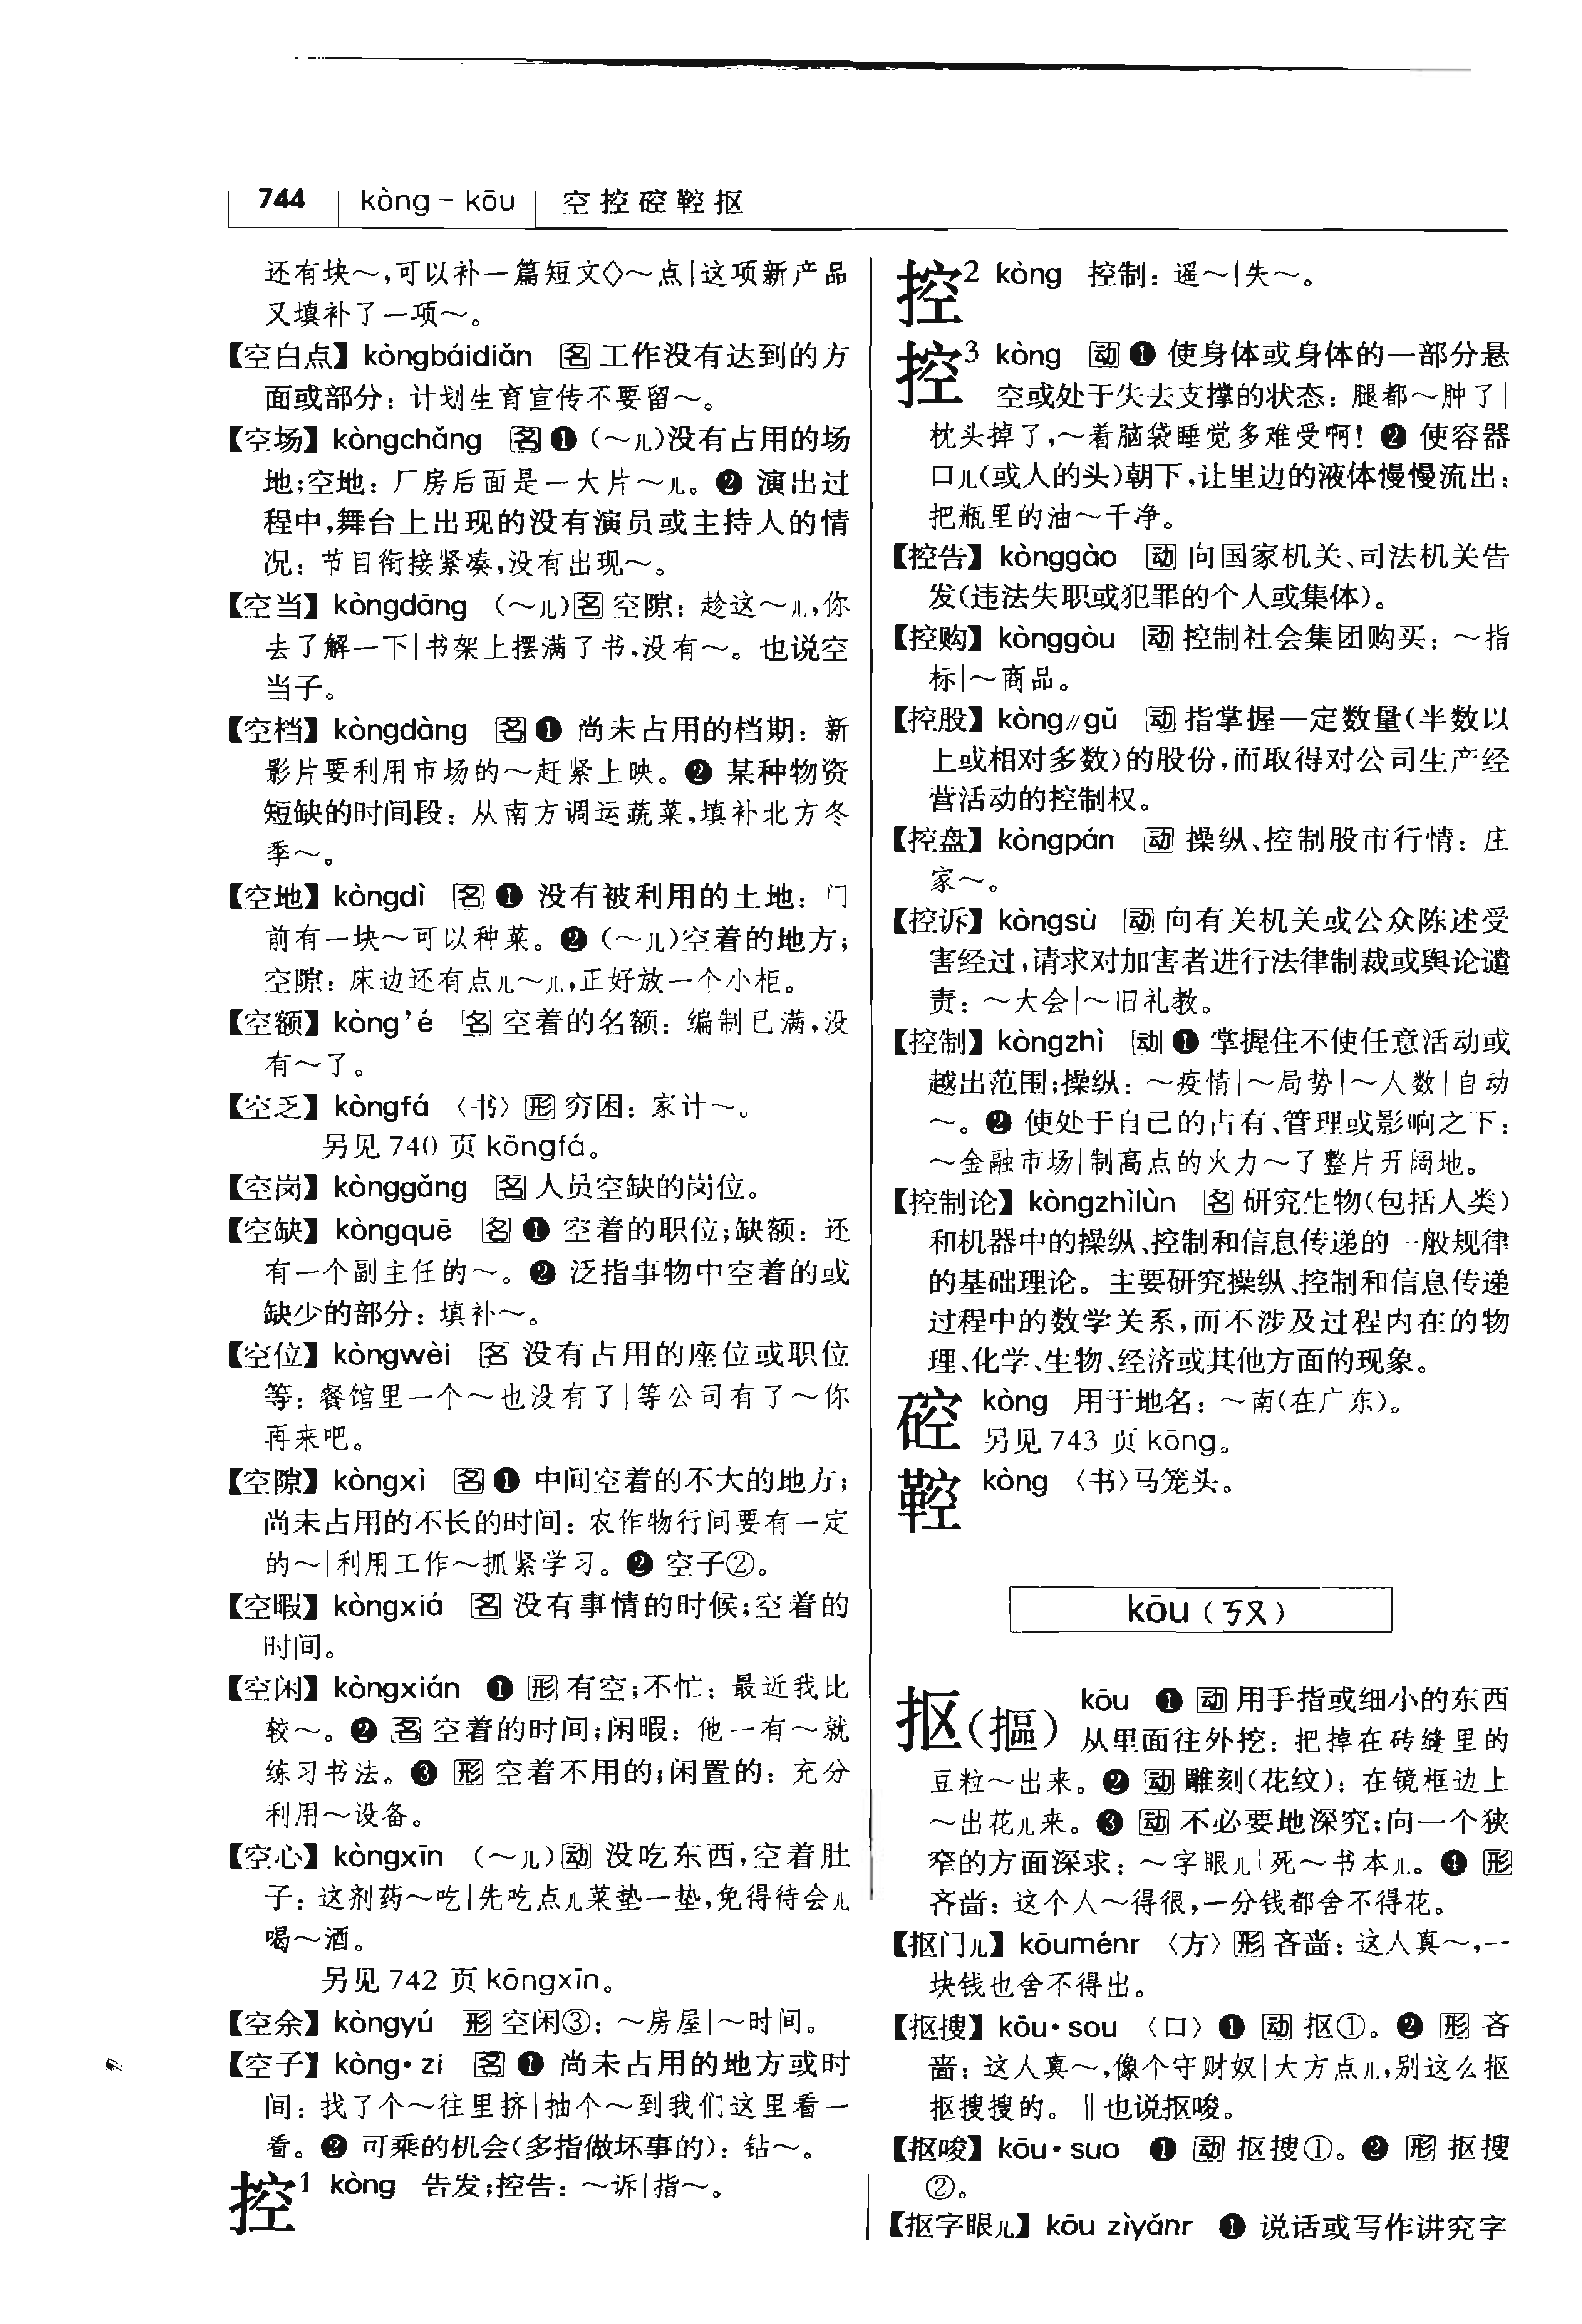 744 kòng－kōu 空控硿鞚抠
还有块～,可以补一篇短文◇～点|这项新产品
又填补了一项～。
【空白点】kòngbáidiǎn 名 工作没有达到的方
面或部分：计划生育宣传不要留～。
【空场】kòngchǎng 名 ❶（～儿)没有占用的场
地;空地：厂房后面是一大片～儿。❷ 演出过
程中,舞台上出现的没有演员或主持人的情
况：节目衔接紧凑,没有出现～。
【空当】kòngdāng （～儿)名 空隙：趁这～儿,你
去了解一下|书架上摆满了书,没有～。也说空
当子。
【空档】kòngdàng 名 ❶ 尚未占用的档期：新
影片要利用市场的～赶紧上映。❷ 某种物资
短缺的时间段：从南方调运蔬菜,填补北方冬
季～。
【空地】kòngdì 名 ❶ 没有被利用的土地：门
前有一块～可以种菜。❷（～儿)空着的地方;
空隙：床边还有点儿～儿,正好放一个小柜。
【空额】kòng’é 名 空着的名额：编制已满,没
有～了。
【空乏】kòngfá 〈书〉形 穷困：家计～。
另见 740 页 kōngfá。
【空岗】kònggǎng 名 人员空缺的岗位。
【空缺】kòngquē 名 ❶ 空着的职位;缺额：还
有一个副主任的～。❷ 泛指事物中空着的或
缺少的部分：填补～。
【空位】kòngwèi 名 没有占用的座位或职位
等：餐馆里一个～也没有了|等公司有了～你
再来吧。
【空隙】kòngxì 名 ❶ 中间空着的不大的地方;
尚未占用的不长的时间：农作物行间要有一定
的～|利用工作～抓紧学习。❷ 空子②。
【空暇】kòngxiá 名 没有事情的时候;空着的
时间。
【空闲】kòngxián ❶ 形 有空;不忙：最近我比
较～。❷ 名 空着的时间;闲暇：他一有～就
练习书法。❸ 形 空着不用的;闲置的：充分
利用～设备。
【空心】kòngxīn （～儿)动 没吃东西,空着肚
子：这剂药～吃|先吃点儿菜垫一垫,免得待会儿
喝～酒。
另见 742 页 kōngxīn。
【空余】kòngyú 形 空闲③：～房屋|～时间。
【空子】kòng·zi 名 ❶ 尚未占用的地方或时
间：找了个～往里挤|抽个～到我们这里看一
看。❷ 可乘的机会(多指做坏事的)：钻～。
控1 kòng 告发;控告：～诉|指～。
控2 kòng 控制：遥～|失～。
控3 kòng 动 ❶ 使身体或身体的一部分悬
空或处于失去支撑的状态：腿都～肿了|
枕头掉了,～着脑袋睡觉多难受啊！❷ 使容器
口儿(或人的头)朝下,让里边的液体慢慢流出：
把瓶里的油～干净。
【控告】kònggào 动 向国家机关、司法机关告
发(违法失职或犯罪的个人或集体)。
【控购】kònggòu 动 控制社会集团购买：～指
标|～商品。
【控股】kòng∥gǔ 动 指掌握一定数量(半数以
上或相对多数)的股份,而取得对公司生产经
营活动的控制权。
【控盘】kòngpán 动 操纵、控制股市行情：庄
家～。
【控诉】kòngsù 动 向有关机关或公众陈述受
害经过,请求对加害者进行法律制裁或舆论谴
责：～大会|～旧礼教。
【控制】kòngzhì 动 ❶ 掌握住不使任意活动或
越出范围;操纵：～疫情|～局势|～人数|自动
～。❷ 使处于自己的占有、管理或影响之下：
～金融市场|制高点的火力～了整片开阔地。
【控制论】kòngzhìlùn 名 研究生物(包括人类)
和机器中的操纵、控制和信息传递的一般规律
的基础理论。主要研究操纵、控制和信息传递
过程中的数学关系,而不涉及过程内在的物
理、化学、生物、经济或其他方面的现象。
硿 kòng 用于地名：～南(在广东)。
另见 743 页 kōng。
鞚 kòng 〈书〉马笼头。
kōu（ㄎㄡ）
抠(摳) kōu ❶ 动 用手指或细小的东西
从里面往外挖：把掉在砖缝里的
豆粒～出来。❷ 动 雕刻(花纹)：在镜框边上
～出花儿来。❸ 动 不必要地深究;向一个狭
窄的方面深求：～字眼儿|死～书本儿。❹ 形
吝啬：这个人～得很,一分钱都舍不得花。
【抠门儿】kōuménr 〈方〉形 吝啬：这人真～,一
块钱也舍不得出。
【抠搜】kōu·sou 〈口〉❶ 动 抠①。❷ 形 吝
啬：这人真～,像个守财奴|大方点儿,别这么抠
抠搜搜的。‖也说抠唆。
【抠唆】kōu·suo ❶ 动 抠搜①。❷ 形 抠搜
②。
【抠字眼儿】kōu zìyǎnr ❶ 说话或写作讲究字